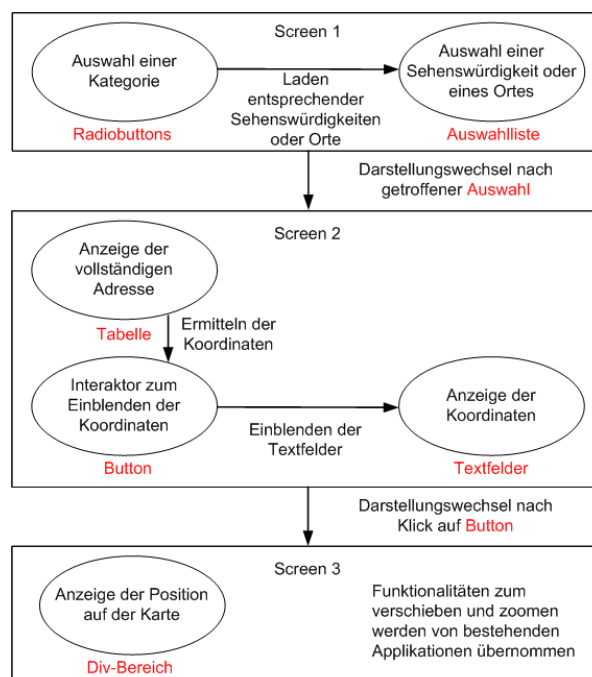 Screen 1
Auswahl einer
Kategorie
Radiobuttons
Laden
entsprechender
Sehenswürdigkeiten
oder Orte
Auswahl einer
Sehenswürdigkeit oder
eines Ortes
Auswahlliste
Darstellungswechsel nach
getroffener Auswahl
Screen 2
Anzeige der
vollständigen
Adresse
Tabelle
Ermitteln der
Koordinaten
Interaktor zum
Einblenden der
Koordinaten
Button
Einblenden der
Textfelder
Anzeige der
Koordinaten
Textfelder
Darstellungswechsel nach
Klick auf Button
Screen 3
Anzeige der Position
auf der Karte
Div-Bereich
Funktionalitäten zum
verschieben und zoomen
werden von bestehenden
Applikationen übernommen